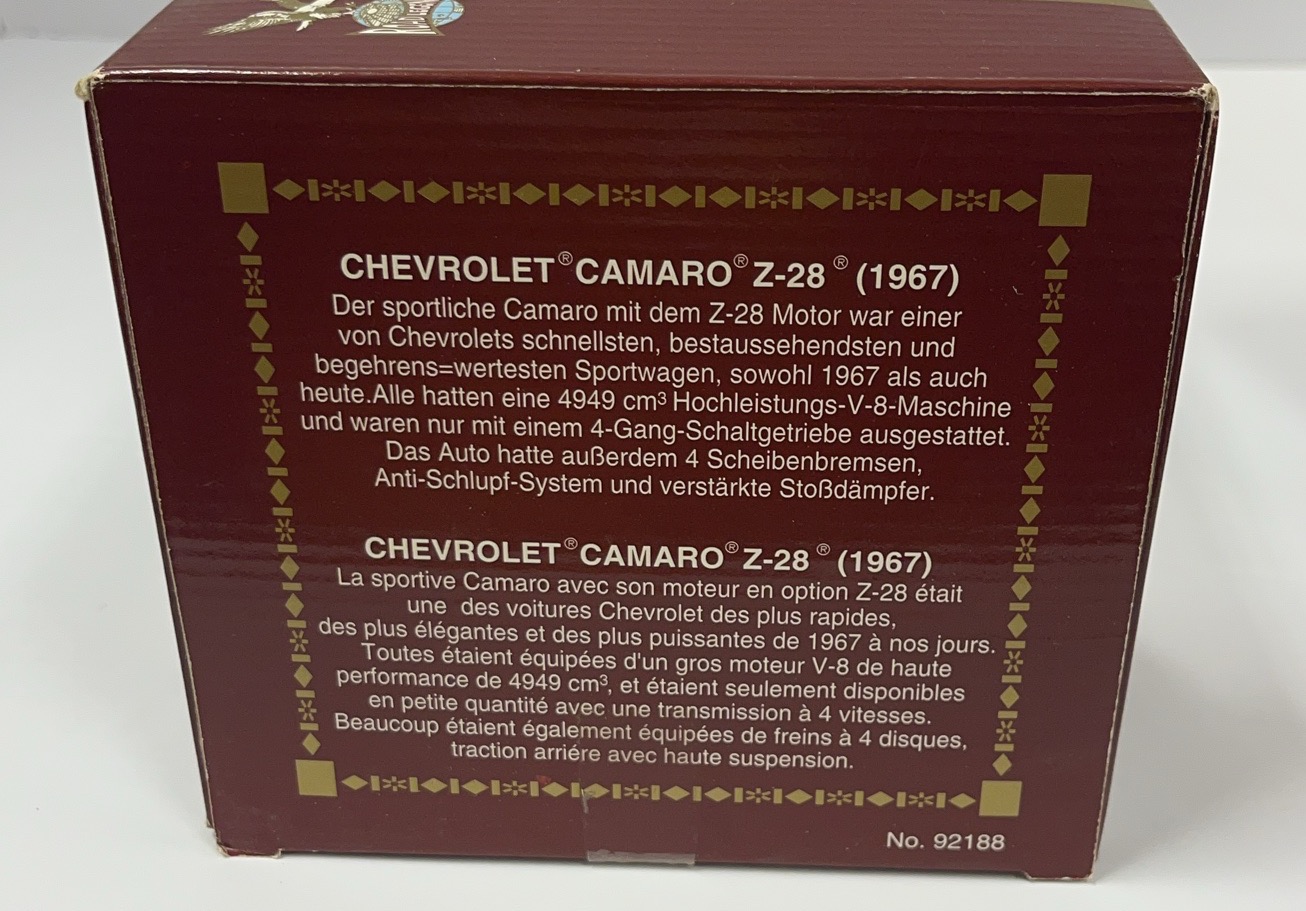 CHEVROLET® CAMARO® Z-28 ® (1967)
Der sportliche Camaro mit dem Z-28 Motor war einer
von Chevrolets schnellsten, bestaussehendsten und
begehrens=wertesten Sportwagen, sowohl 1967 als auch
heute.Alle hatten eine 4949 cm³ Hochleistungs-V-8-Maschine
und waren nur mit einem 4-Gang-Schaltgetriebe ausgestattet.
Das Auto hatte außerdem 4 Scheibenbremsen,
Anti-Schlupf-System und verstärkte Stoßdämpfer.
CHEVROLET® CAMARO® Z-28 ® (1967)
La sportive Camaro avec son moteur en option Z-28 était
une des voitures Chevrolet des plus rapides,
des plus élégantes et des plus puissantes de 1967 à nos jours.
Toutes étaient équipées d'un gros moteur V-8 de haute
performance de 4949 cm³, et étaient seulement disponibles
en petite quantité avec une transmission à 4 vitesses.
Beaucoup étaient également équipées de freins à 4 disques,
traction arriére avec haute suspension.
No. 92188